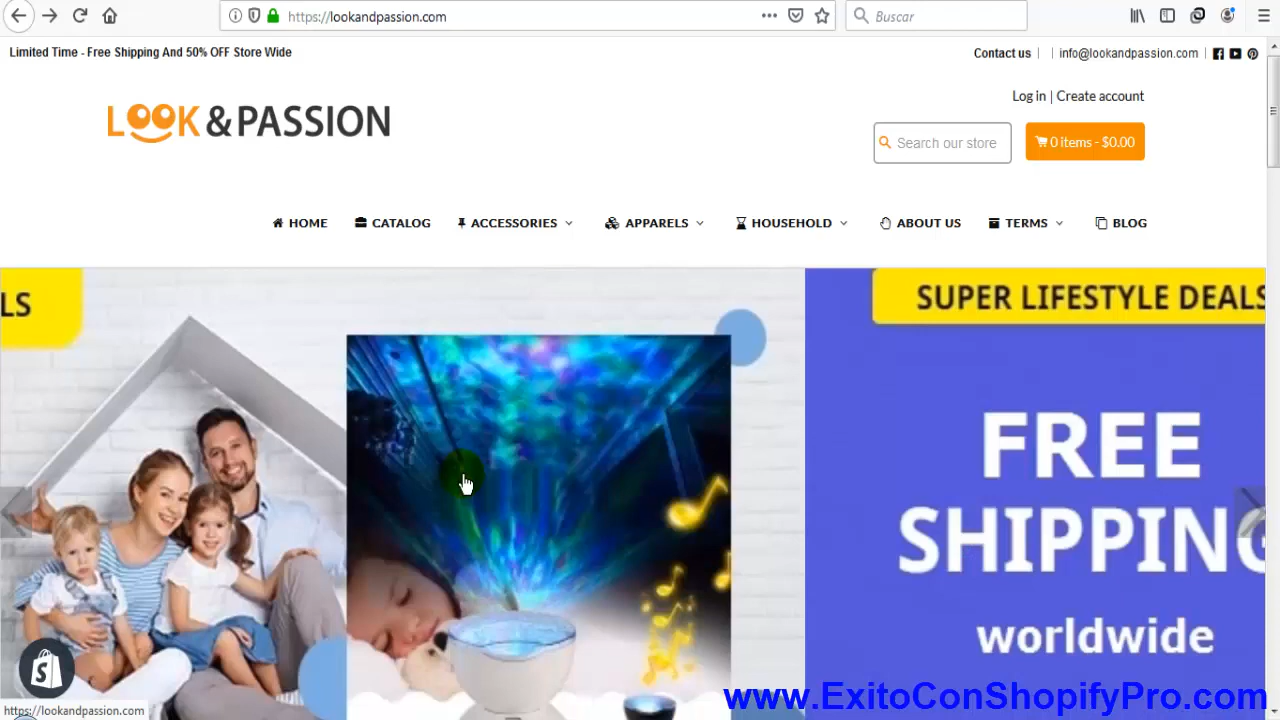 https://lookandpassion.com
Buscar
Limited Time - Free Shipping And 50% OFF Store Wide
Contact us | | info@lookandpassion.com |
LOOK &PASSION
Log in | Create account
Search our store
0 items - $0.00
HOME CATALOG ACCESSORIES APPARELS HOUSEHOLD ABOUT US TERMS BLOG
LS
SUPER LIFESTYLE DEALS
FREE
SHIPPING
worldwide
https://lookandpassion.com
www.ExitoConShopifyPro.com